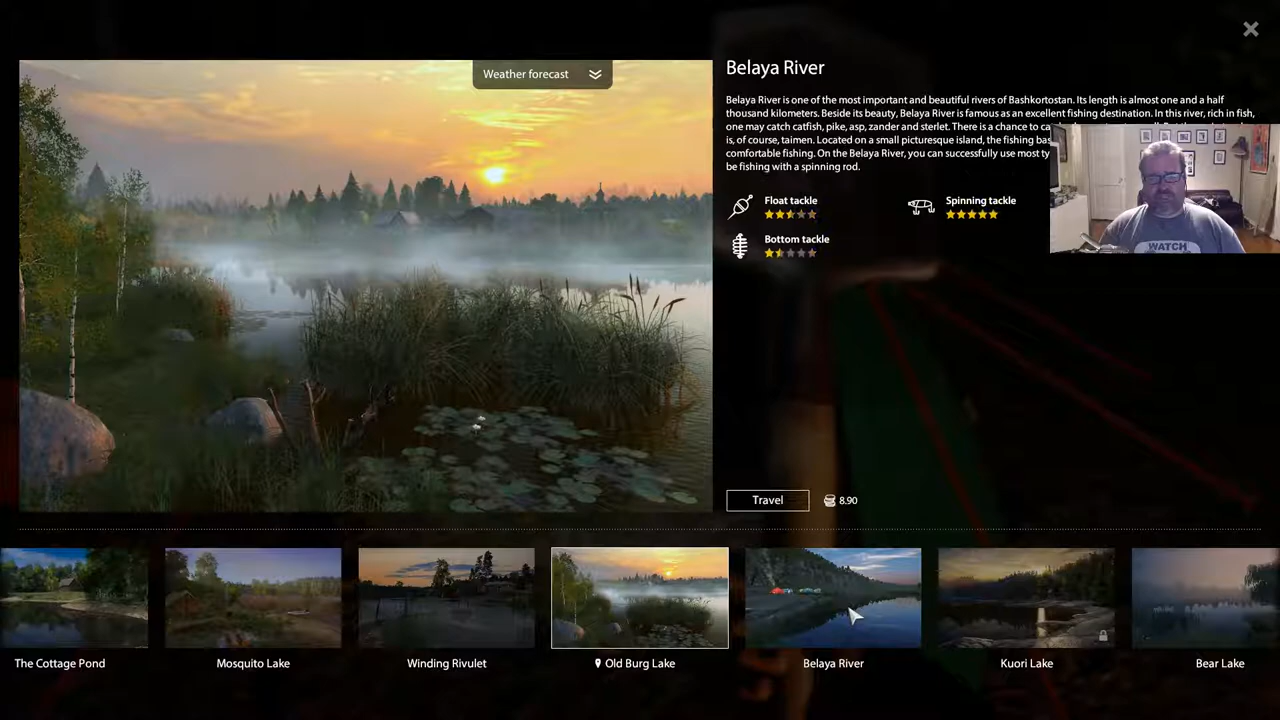 Weather forecast
Belaya River
Belaya River is one of the most important and beautiful rivers of Bashkortostan. Its length is almost one and a half
thousand kilometers. Beside its beauty, Belaya River is famous as an excellent fishing destination. In this river, rich in fish,
one may catch catfish, pike, asp, zander and sterlet. There is a chance to
is, of course, taimen. Located on a small picturesque island, the fishing
comfortable fishing. On the Belaya River, you can successfully use most
be fishing with a spinning rod.
Float tackle
Spinning tackle
Bottom tackle
WATCH
Travel
8.90
The Cottage Pond
Mosquito Lake
Winding Rivulet
Old Burg Lake
Belaya River
Kuori Lake
Bear Lake